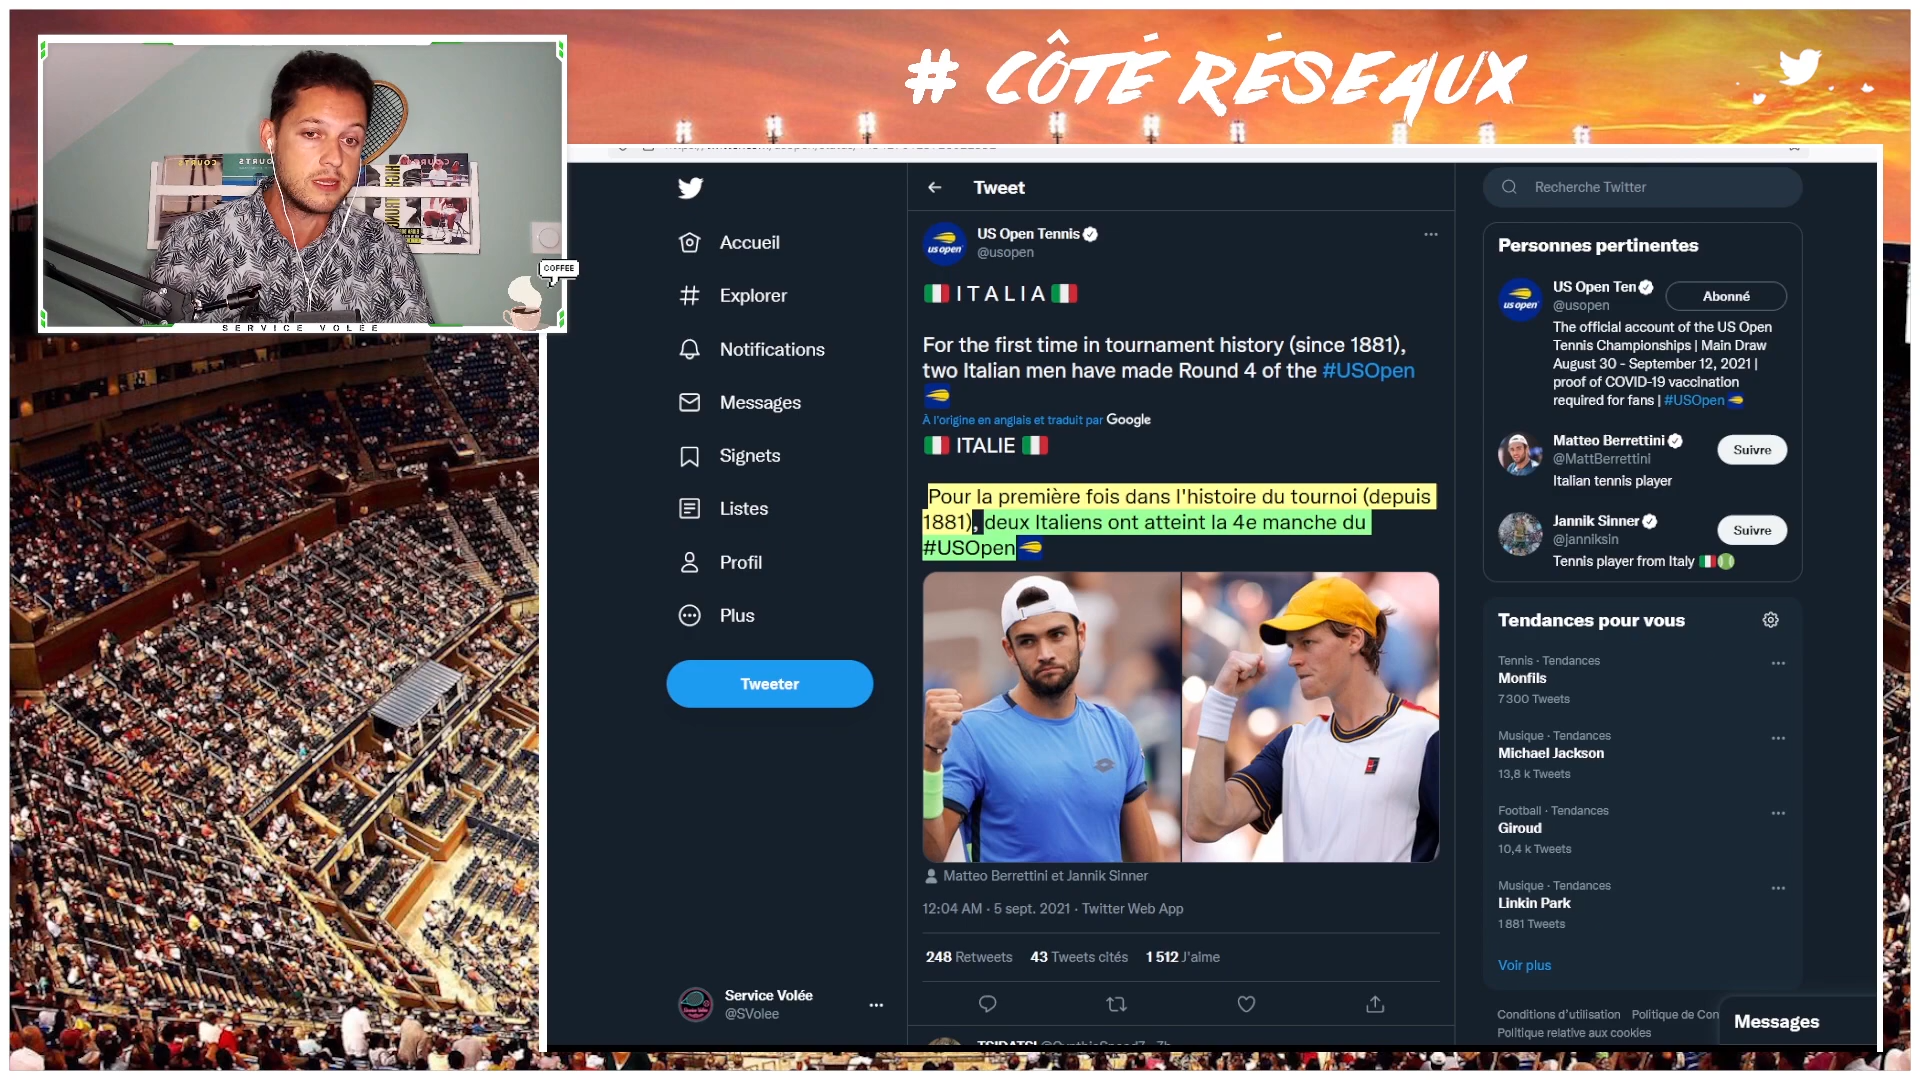 # CÔTÉ RÉSEAUX
COFFEE
SERVICE VOLÉE
Accueil
Explorer
Notifications
Messages
Signets
Listes
Profil
Plus
Tweeter
Service Volée
@SVolee
Tweet
US Open Tennis
@usopen
🇮🇹 I T A L I A 🇮🇹
For the first time in tournament history (since 1881),
two Italian men have made Round 4 of the #USOpen
À l'origine en anglais et traduit par Google
🇮🇹 ITALIE 🇮🇹
Pour la première fois dans l'histoire du tournoi (depuis
1881), deux Italiens ont atteint la 4e manche du
#USOpen
Matteo Berrettini et Jannik Sinner
12:04 AM · 5 sept. 2021 · Twitter Web App
248 Retweets 43 Tweets cités 1 512 J'aime
Recherche Twitter
Personnes pertinentes
US Open Ten
@usopen
Abonné
The official account of the US Open
Tennis Championships | Main Draw
August 30 - September 12, 2021 |
proof of COVID-19 vaccination
required for fans | #USOpen
Matteo Berrettini
@MattBerrettini
Suivre
Italian tennis player
Jannik Sinner
@janniksin
Suivre
Tennis player from Italy 🇮🇹🎾
Tendances pour vous
Tennis · Tendances
Monfils
7 300 Tweets
Musique · Tendances
Michael Jackson
13,8 k Tweets
Football · Tendances
Giroud
10,4 k Tweets
Musique · Tendances
Linkin Park
1 881 Tweets
Voir plus
Conditions d'utilisation Politique de Con
Politique relative aux cookies
Messages